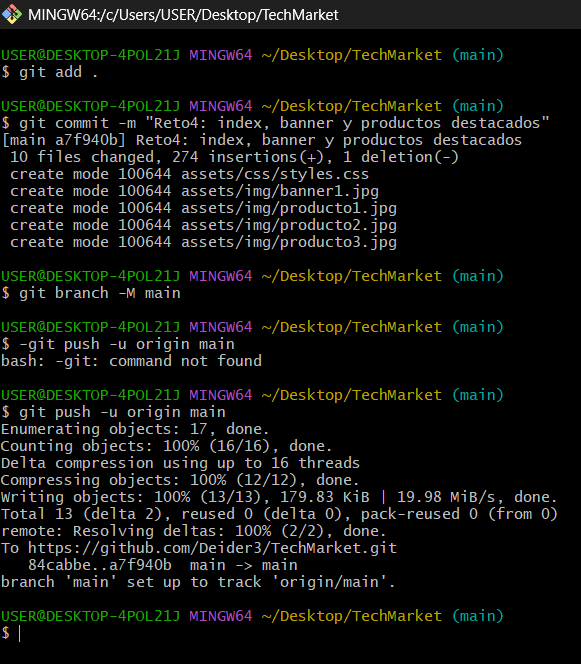 MINGW64:/c/Users/USER/Desktop/TechMarket
USER@DESKTOP-4POL21J MINGW64 ~/Desktop/TechMarket (main)
$ git add .
USER@DESKTOP-4POL21J MINGW64 ~/Desktop/TechMarket (main)
$ git commit -m "Reto4: index, banner y productos destacados"
[main a7f940b] Reto4: index, banner y productos destacados
 10 files changed, 274 insertions(+), 1 deletion(-)
 create mode 100644 assets/css/styles.css
 create mode 100644 assets/img/banner1.jpg
 create mode 100644 assets/img/producto1.jpg
 create mode 100644 assets/img/producto2.jpg
 create mode 100644 assets/img/producto3.jpg
USER@DESKTOP-4POL21J MINGW64 ~/Desktop/TechMarket (main)
$ git branch -M main
USER@DESKTOP-4POL21J MINGW64 ~/Desktop/TechMarket (main)
$ -git push -u origin main
bash: -git: command not found
USER@DESKTOP-4POL21J MINGW64 ~/Desktop/TechMarket (main)
$ git push -u origin main
Enumerating objects: 17, done.
Counting objects: 100% (16/16), done.
Delta compression using up to 16 threads
Compressing objects: 100% (12/12), done.
Writing objects: 100% (13/13), 179.83 KiB | 19.98 MiB/s, done.
Total 13 (delta 2), reused 0 (delta 0), pack-reused 0 (from 0)
remote: Resolving deltas: 100% (2/2), done.
To https://github.com/Deider3/TechMarket.git
   84cabbe..a7f940b  main -> main
branch 'main' set up to track 'origin/main'.
USER@DESKTOP-4POL21J MINGW64 ~/Desktop/TechMarket (main)
$